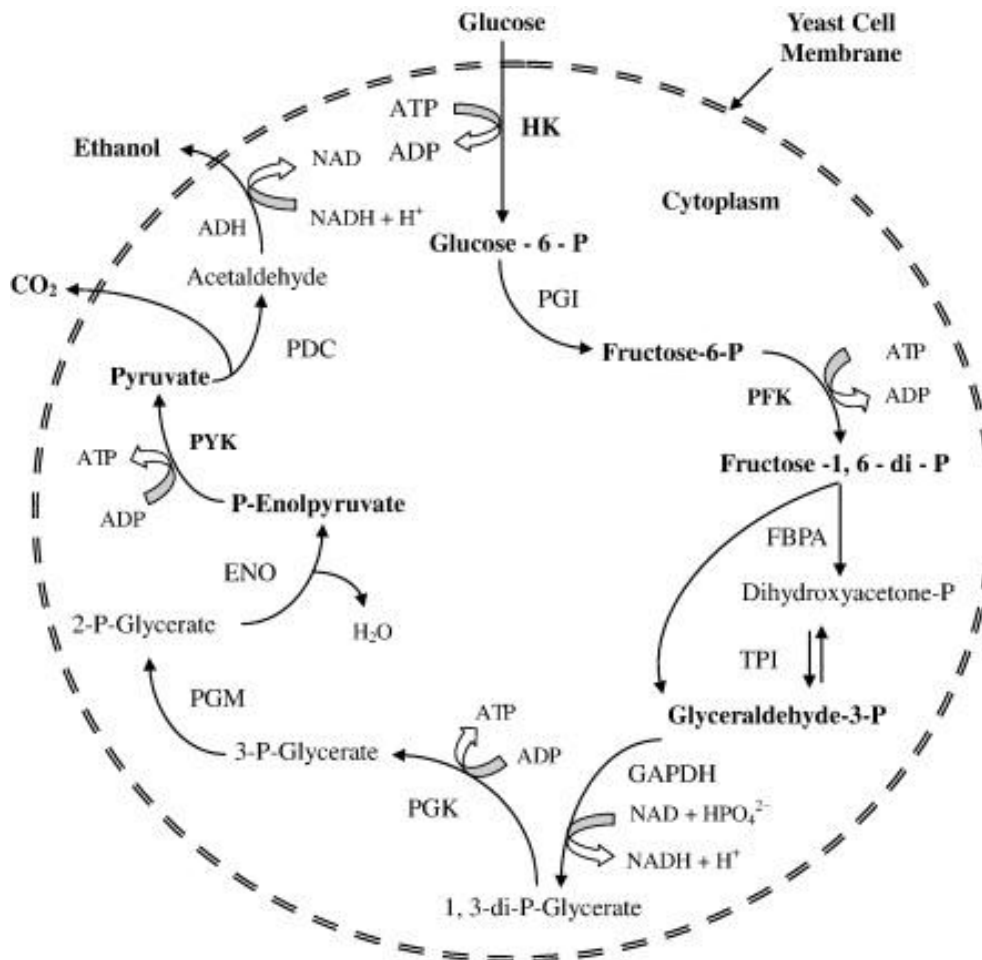 Glucose
Yeast Cell
Membrane
ATP
HK
ADP
Ethanol
NAD
NADH + H⁺
ADH
Cytoplasm
Glucose - 6 - P
Acetaldehyde
CO₂
PGI
PDC
Fructose-6-P
ATP
Pyruvate
PFK
ADP
PYK
ATP
Fructose -1, 6 - di - P
P-Enolpyruvate
ADP
FBPA
ENO
Dihydroxyacetone-P
2-P-Glycerate
H₂O
TPI
PGM
Glyceraldehyde-3-P
ATP
3-P-Glycerate
ADP
GAPDH
PGK
NAD + HPO₄²⁻
NADH + H⁺
1, 3-di-P-Glycerate